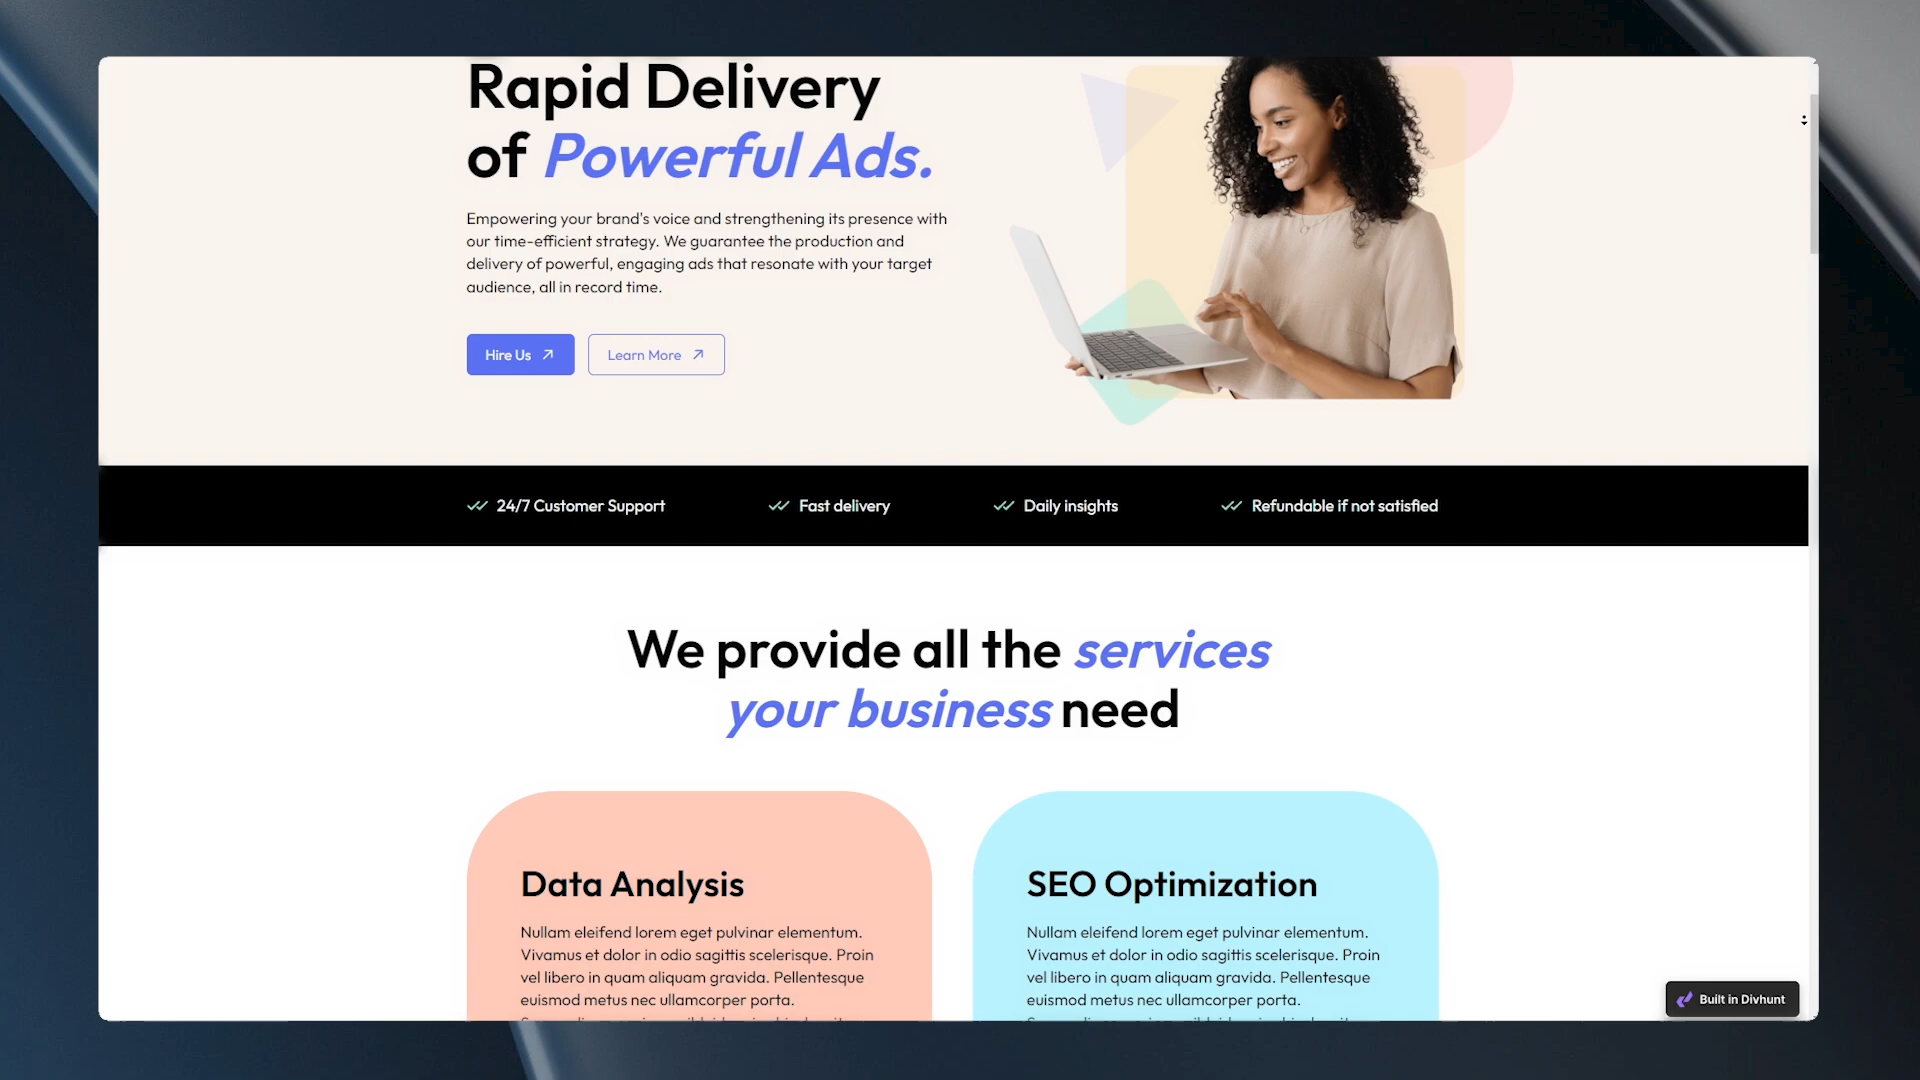 Rapid Delivery
of Powerful Ads.
Empowering your brand's voice and strengthening its presence with
our time-efficient strategy. We guarantee the production and
delivery of powerful, engaging ads that resonate with your target
audience, all in record time.
Hire Us
Learn More
24/7 Customer Support
Fast delivery
Daily insights
Refundable if not satisfied
We provide all the services
your business need
Data Analysis
Nullam eleifend lorem eget pulvinar elementum.
Vivamus et dolor in odio sagittis scelerisque. Proin
vel libero in quam aliquam gravida. Pellentesque
euismod metus nec ullamcorper porta.
SEO Optimization
Nullam eleifend lorem eget pulvinar elementum.
Vivamus et dolor in odio sagittis scelerisque. Proin
vel libero in quam aliquam gravida. Pellentesque
euismod metus nec ullamcorper porta.
Built in Divhunt